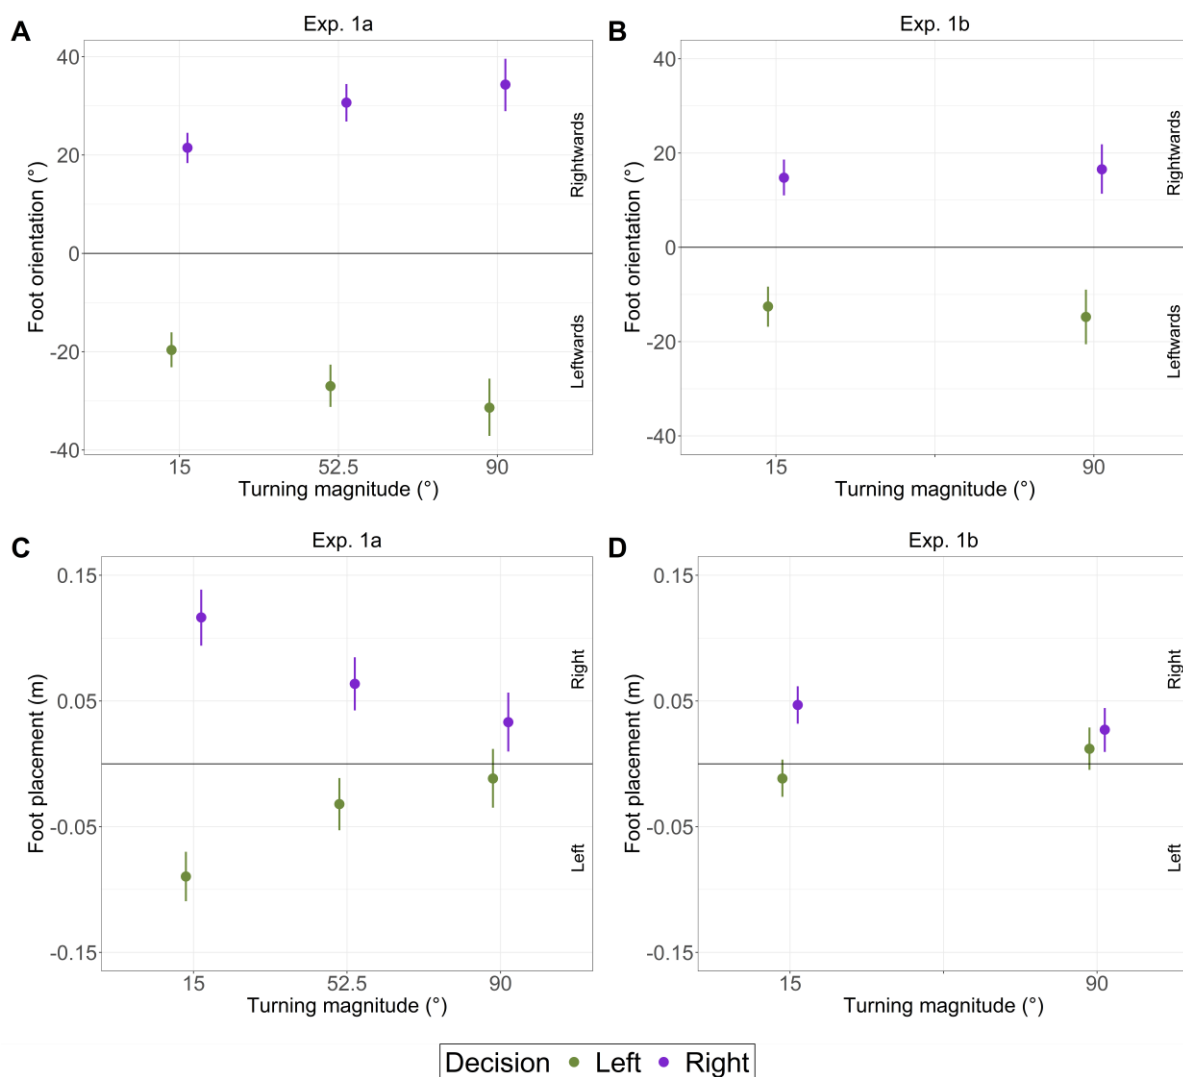 A
Exp. 1a
40
20
0
-20
-40
Foot orientation (°)
Rightwards
Leftwards
15 52.5 90
Turning magnitude (°)
B
Exp. 1b
40
20
0
-20
-40
Foot orientation (°)
Rightwards
Leftwards
15 90
Turning magnitude (°)
C
Exp. 1a
0.15
0.05
-0.05
-0.15
Foot placement (m)
Right
Left
15 52.5 90
Turning magnitude (°)
D
Exp. 1b
0.15
0.05
-0.05
-0.15
Foot placement (m)
Right
Left
15 90
Turning magnitude (°)
Decision Left Right